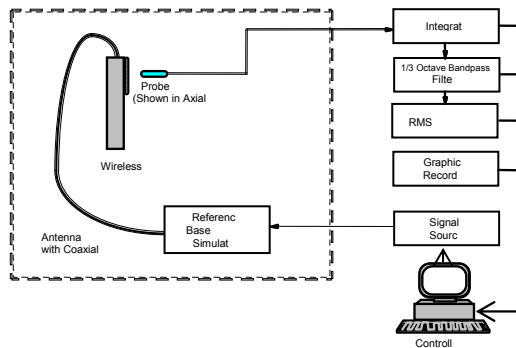 Integrat
1/3 Octave Bandpass
Filte
RMS
Graphic
Record
Signal
Sourc
Controll
Probe
(Shown in Axial
Wireless
Antenna
with Coaxial
Referenc
Base
Simulat